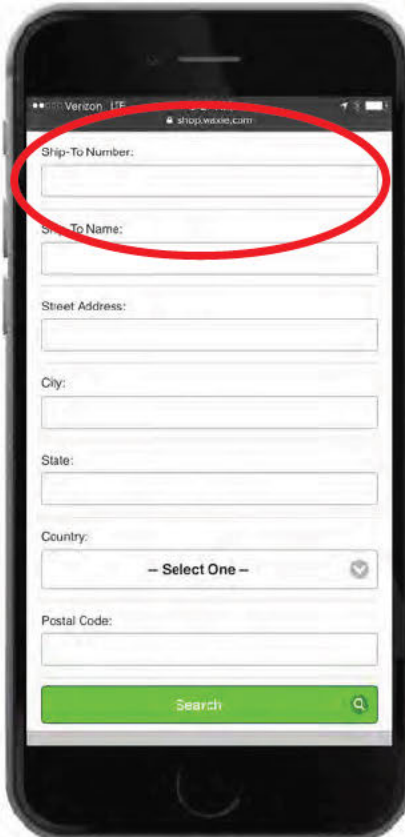 Verizon LTE
shop.waxie.com
Ship-To Number:
Ship-To Name:
Street Address:
City:
State:
Country:
-- Select One --
Postal Code:
Search